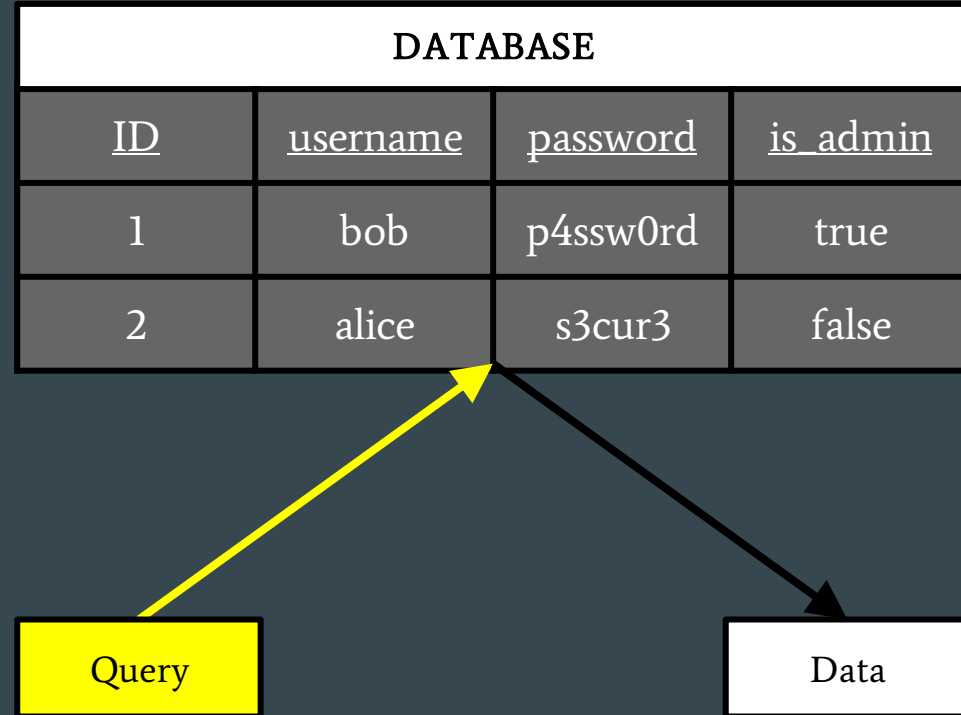 DATABASE
ID username password is_admin
1 bob p4ssw0rd true
2 alice s3cur3 false
Query Data